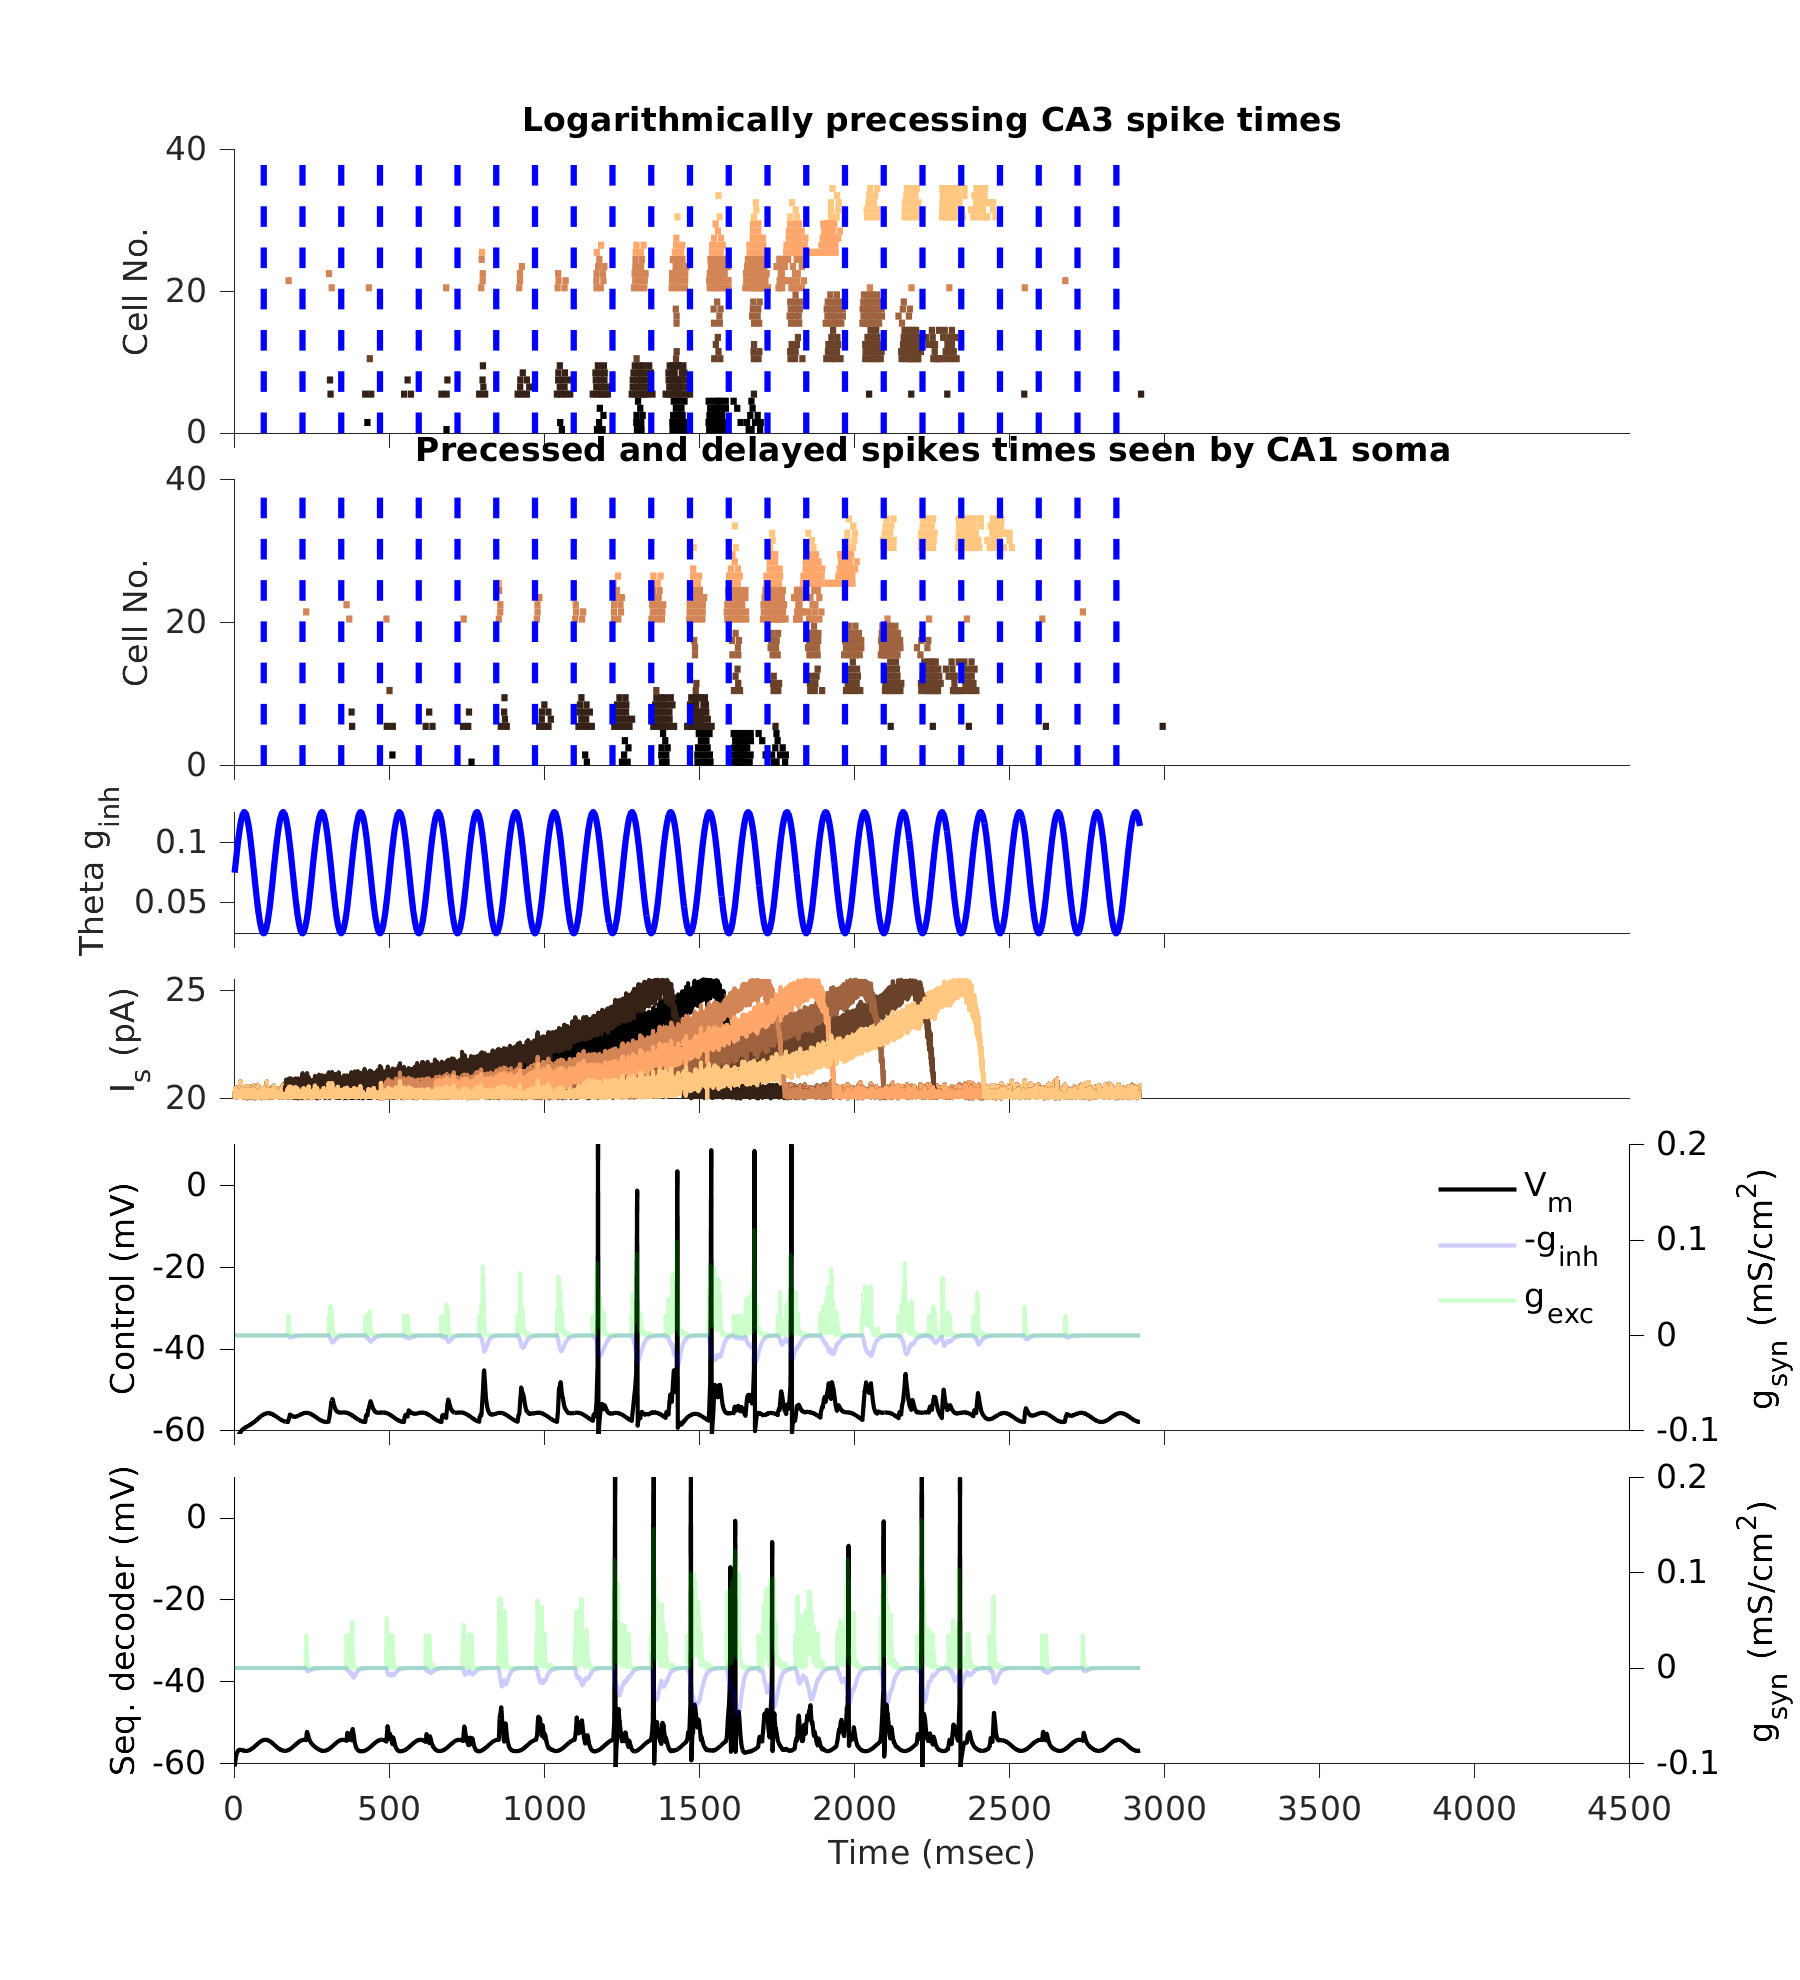 Logarithmically precessing CA3 spike times
40
20
0
Cell No.
Precessed and delayed spikes times seen by CA1 soma
40
20
0
Cell No.
0.1
0.05
Theta g_inh
25
20
I_s (pA)
0
-20
-40
-60
Control (mV)
V_m
-g_inh
g_exc
0.2
0.1
0
-0.1
g_syn (mS/cm^2)
0
-20
-40
-60
Seq. decoder (mV)
0.2
0.1
0
-0.1
g_syn (mS/cm^2)
0 500 1000 1500 2000 2500 3000 3500 4000 4500
Time (msec)